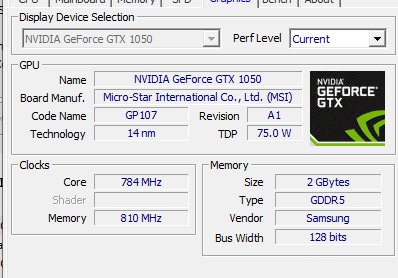 CPU Mainboard Memory SPD Graphics Bench About
Display Device Selection
NVIDIA GeForce GTX 1050 Perf Level Current
GPU
Name NVIDIA GeForce GTX 1050
Board Manuf. Micro-Star International Co., Ltd. (MSI)
Code Name GP107 Revision A1
Technology 14 nm TDP 75.0 W
NVIDIA
GEFORCE
GTX
Clocks
Core 784 MHz
Shader
Memory 810 MHz
Memory
Size 2 GBytes
Type GDDR5
Vendor Samsung
Bus Width 128 bits